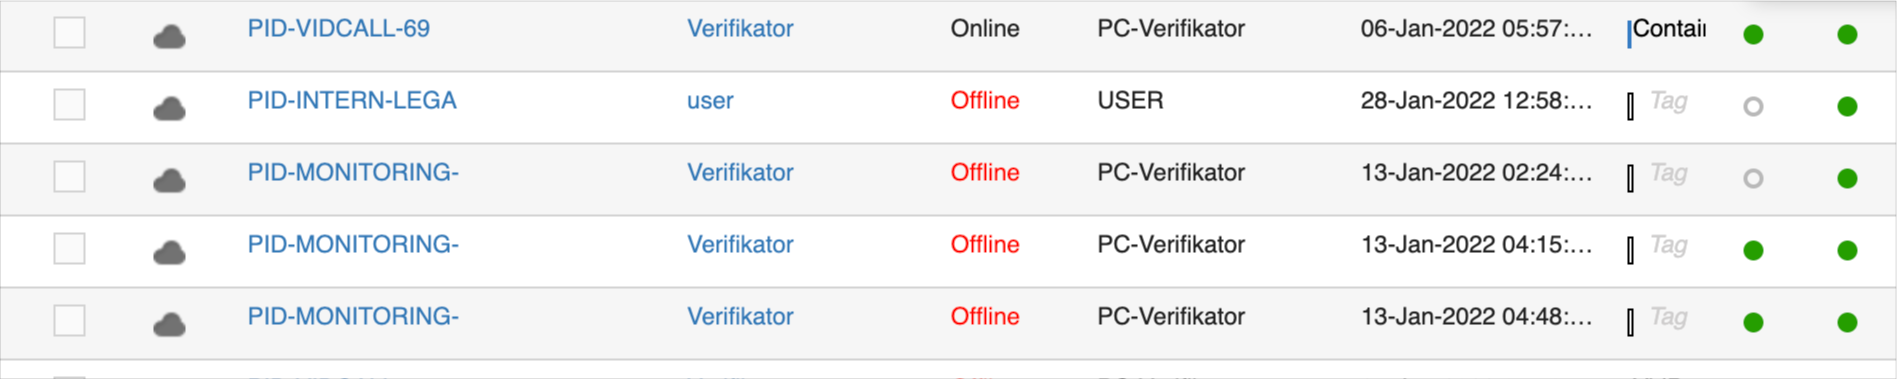 PID-VIDCALL-69 Verifikator Online PC-Verifikator 06-Jan-2022 05:57:... Contai
PID-INTERN-LEGA user Offline USER 28-Jan-2022 12:58:... Tag
PID-MONITORING- Verifikator Offline PC-Verifikator 13-Jan-2022 02:24:... Tag
PID-MONITORING- Verifikator Offline PC-Verifikator 13-Jan-2022 04:15:... Tag
PID-MONITORING- Verifikator Offline PC-Verifikator 13-Jan-2022 04:48:... Tag